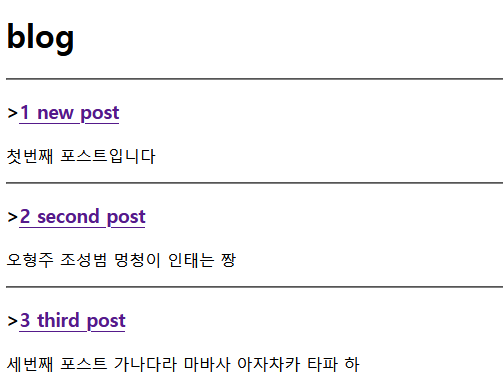 blog
>1 new post
첫번째 포스트입니다
>2 second post
오형주 조성범 멍청이 인태는 짱
>3 third post
세번째 포스트 가나다라 마바사 아자차카 타파 하